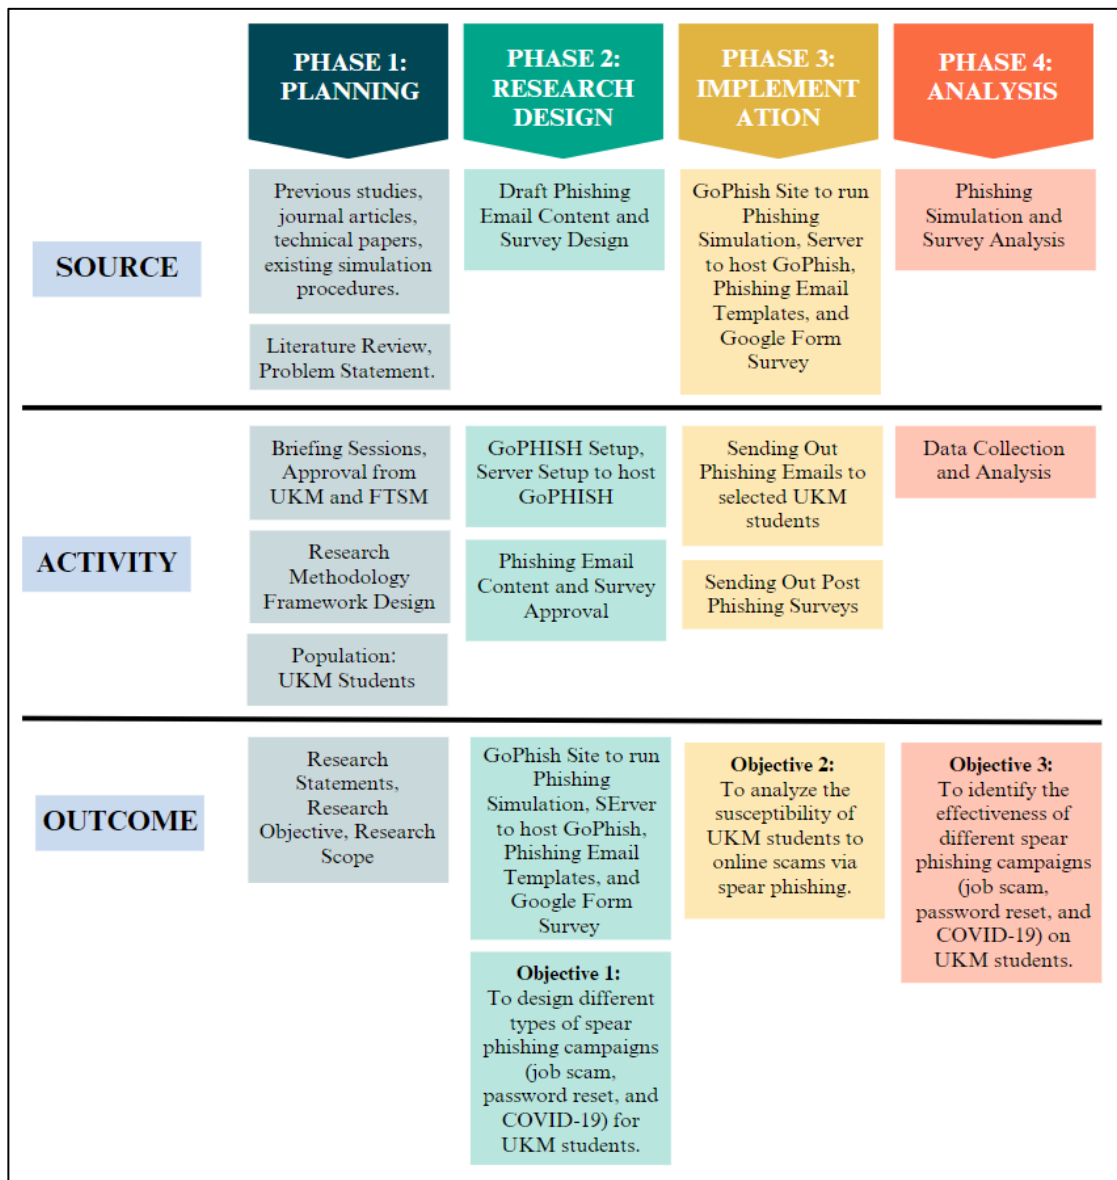 PHASE 1:
PLANNING
PHASE 2:
RESEARCH
DESIGN
PHASE 3:
IMPLEMENT
ATION
PHASE 4:
ANALYSIS
SOURCE
Previous studies,
journal articles,
technical papers,
existing simulation
procedures.
Literature Review,
Problem Statement.
Draft Phishing
Email Content and
Survey Design
GoPhish Site to run
Phishing
Simulation, Server
to host GoPhish,
Phishing Email
Templates, and
Google Form
Survey
Phishing
Simulation and
Survey Analysis
ACTIVITY
Briefing Sessions,
Approval from
UKM and FTSM
Research
Methodology
Framework Design
Population:
UKM Students
GoPHISH Setup,
Server Setup to host
GoPHISH
Phishing Email
Content and Survey
Approval
Sending Out
Phishing Emails to
selected UKM
students
Sending Out Post
Phishing Surveys
Data Collection
and Analysis
OUTCOME
Research
Statements,
Research
Objective, Research
Scope
GoPhish Site to run
Phishing
Simulation, SErver
to host GoPhish,
Phishing Email
Templates, and
Google Form
Survey
Objective 1:
To design different
types of spear
phishing campaigns
(job scam,
password reset, and
COVID-19) for
UKM students.
Objective 2:
To analyze the
susceptibility of
UKM students to
online scams via
spear phishing.
Objective 3:
To identify the
effectiveness of
different spear
phishing campaigns
(job scam,
password reset, and
COVID-19) on
UKM students.